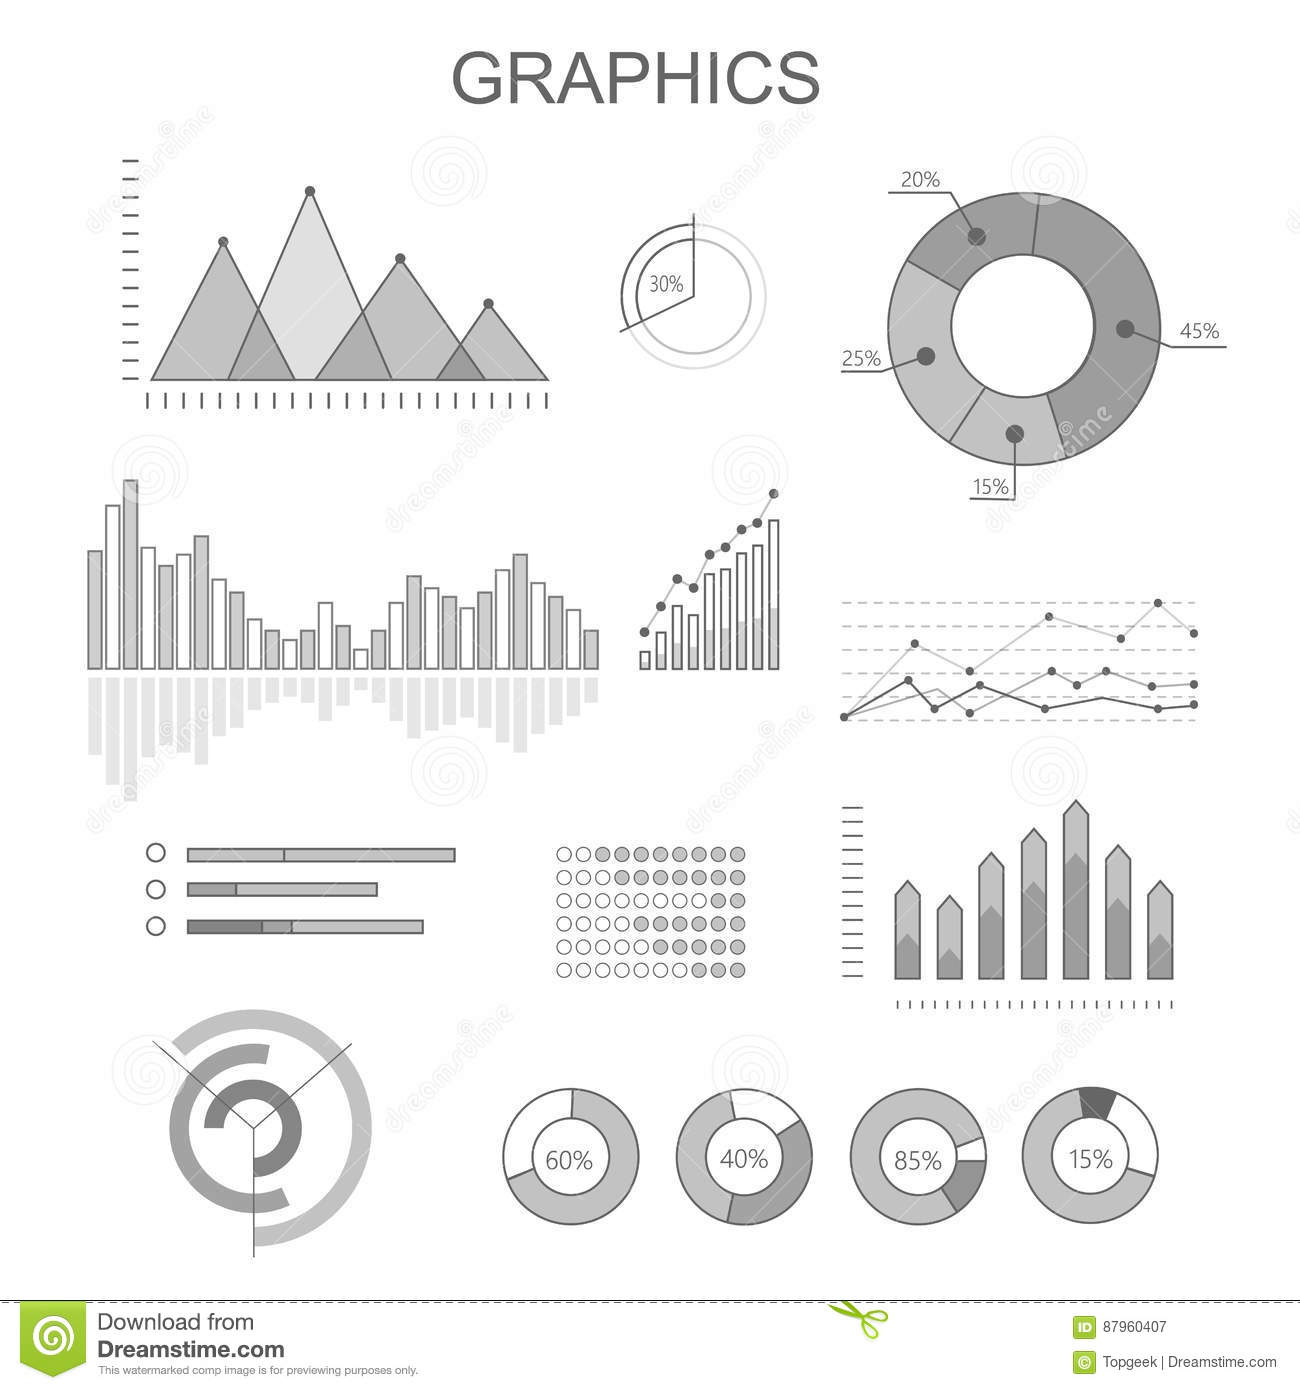 GRAPHICS
20%
30%
45%
25%
15%
60%
40%
85%
15%
dreamstime
Download from
Dreamstime.com
This watermarked comp image is for previewing purposes only.
ID 87960407
© Topgeek | Dreamstime.com